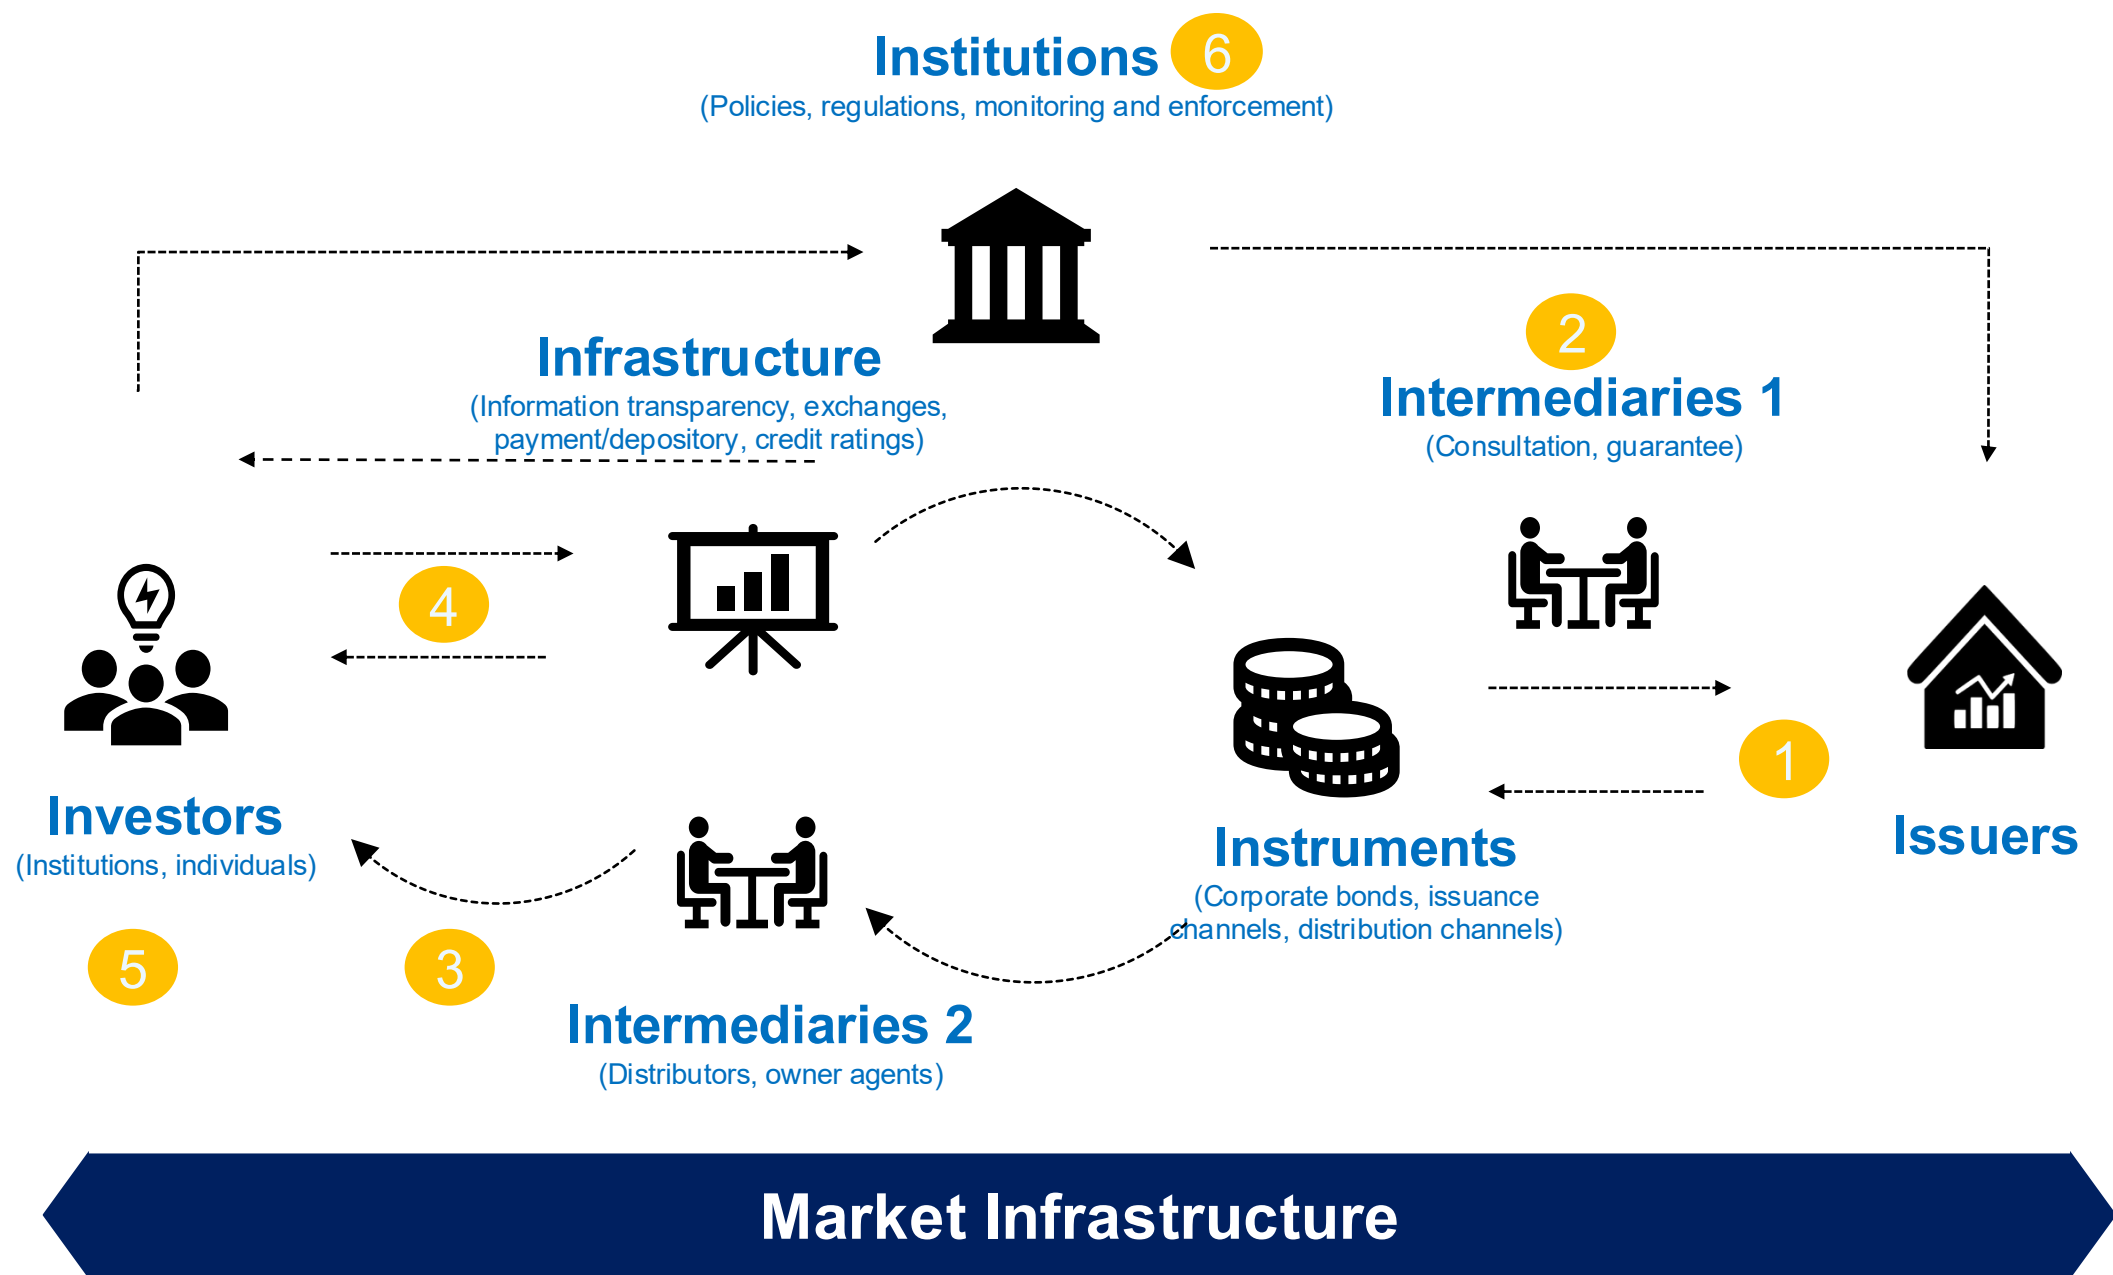 Institutions 6
(Policies, regulations, monitoring and enforcement)
2
Infrastructure
(Information transparency, exchanges,
payment/depository, credit ratings)
Intermediaries 1
(Consultation, guarantee)
4
1
Investors
(Institutions, individuals)
Instruments
(Corporate bonds, issuance
channels, distribution channels)
Issuers
5
3
Intermediaries 2
(Distributors, owner agents)
Market Infrastructure